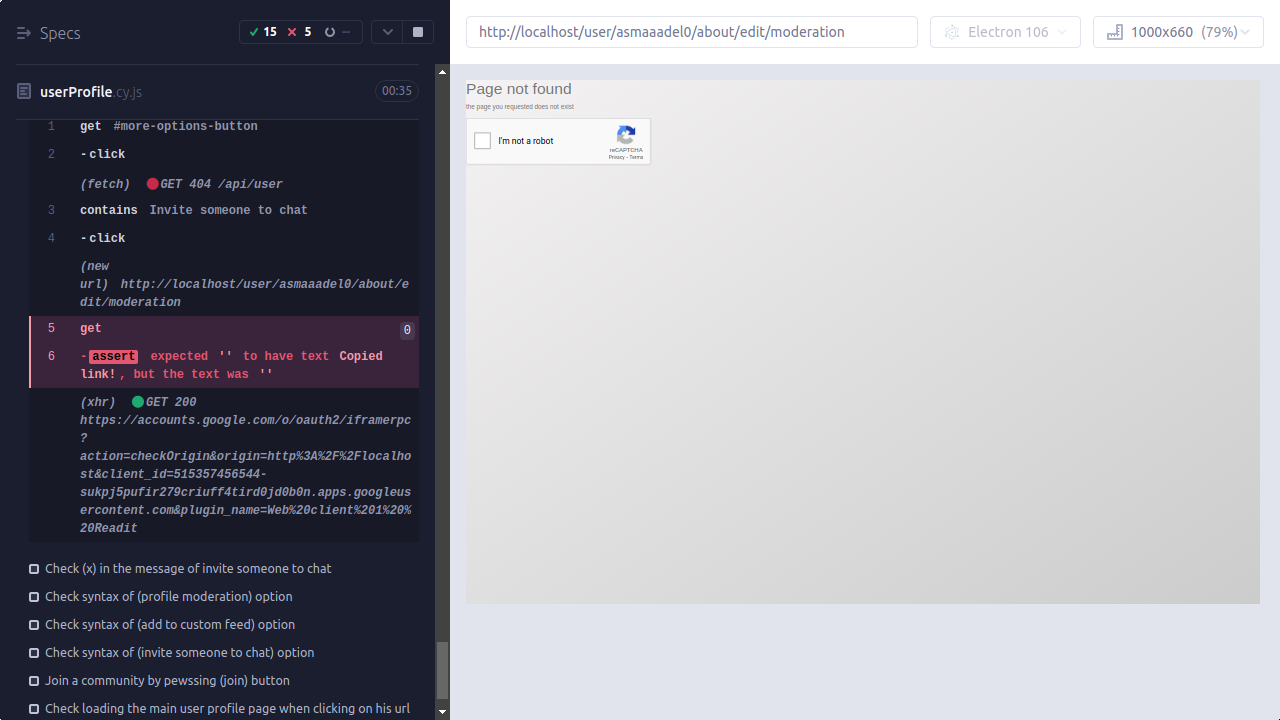 Specs
15
5
--
http://localhost/user/asmaaadel0/about/edit/moderation
Electron 106
1000x660 (79%)
userProfile.cy.js
00:35
1 get #more-options-button
2 -click
(fetch) GET 404 /api/user
3 contains Invite someone to chat
4 -click
(new
url) http://localhost/user/asmaaadel0/about/e
dit/moderation
5 get 0
6 -assert expected '' to have text Copied
link!, but the text was ''
(xhr) GET 200
https://accounts.google.com/o/oauth2/iframerpc
?
action=checkOrigin&origin=http%3A%2F%2Flocalho
st&client_id=515357456544-
sukpj5pufir279criuff4tird0jd0b0n.apps.googleus
ercontent.com&plugin_name=Web%20client%201%20%
20Readit
Check (x) in the message of invite someone to chat
Check syntax of (profile moderation) option
Check syntax of (add to custom feed) option
Check syntax of (invite someone to chat) option
Join a community by pewssing (join) button
Check loading the main user profile page when clicking on his url
Page not found
the page you requested does not exist
I'm not a robot
reCAPTCHA
Privacy - Terms